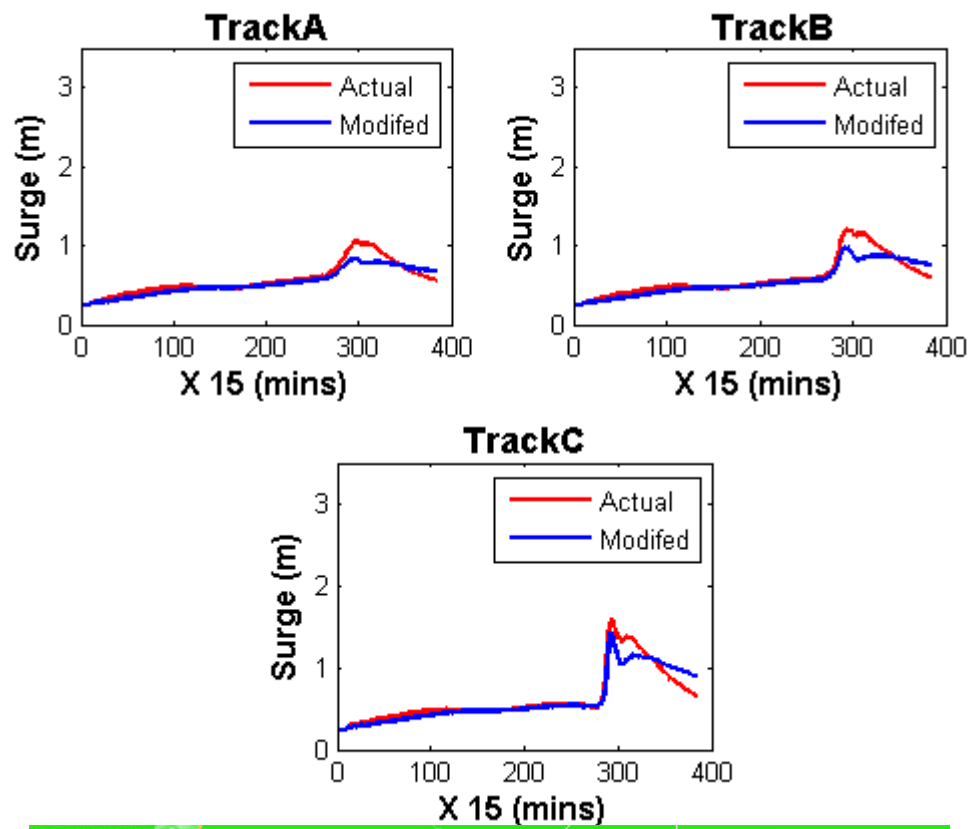 TrackA
Surge (m)
3
2
1
0
Actual
Modifed
0 100 200 300 400
X 15 (mins)
TrackB
Surge (m)
3
2
1
0
Actual
Modifed
0 100 200 300 400
X 15 (mins)
TrackC
Surge (m)
3
2
1
0
Actual
Modifed
0 100 200 300 400
X 15 (mins)